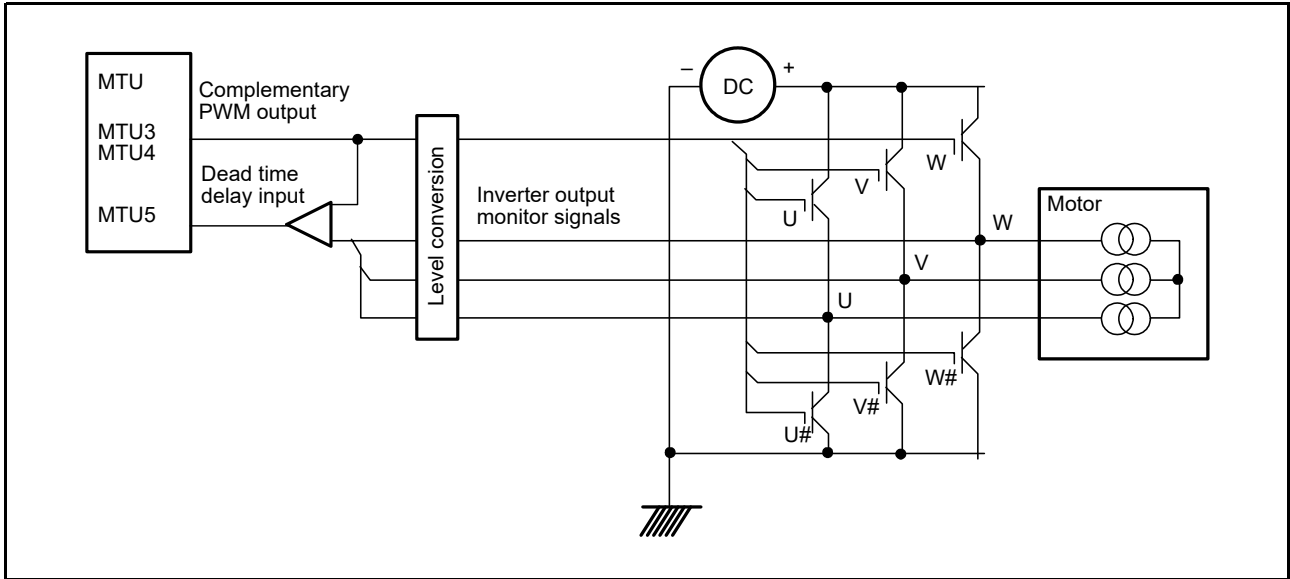 MTU
MTU3
MTU4
MTU5
Complementary
PWM output
Dead time
delay input
Level conversion
Inverter output
monitor signals
–
DC
+
W
V
U
W
V
U
W#
V#
U#
Motor